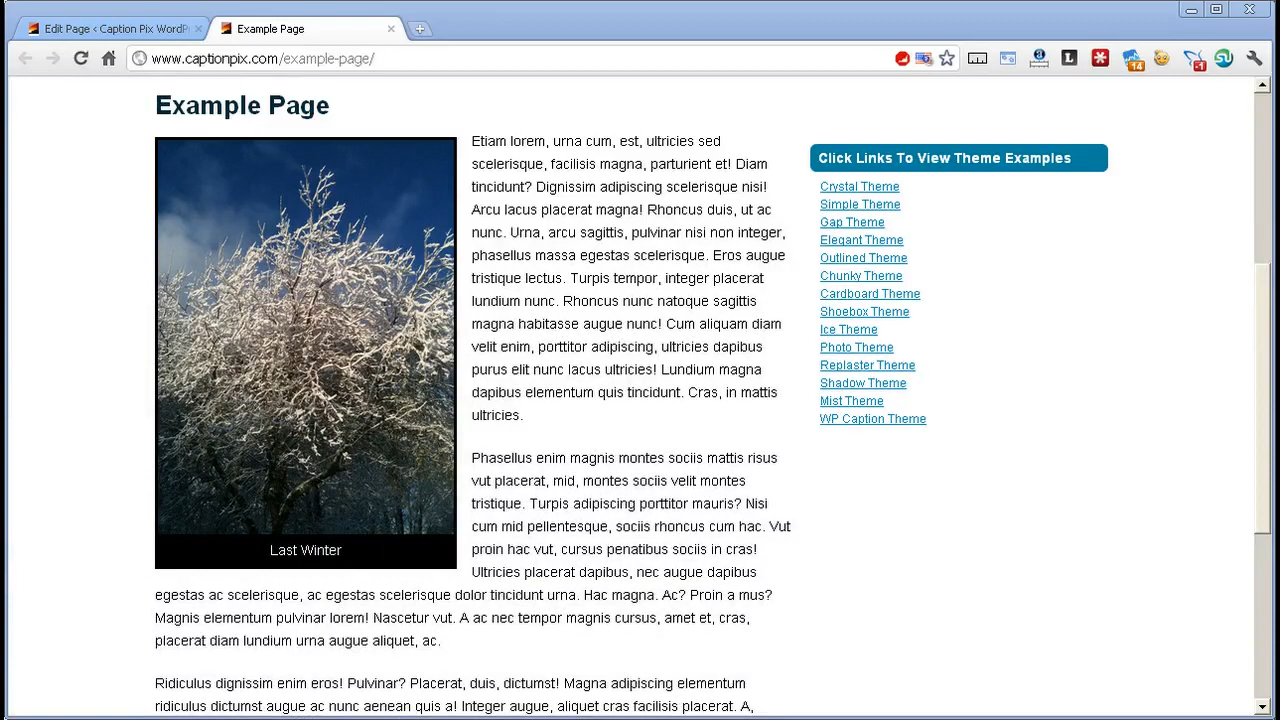 Edit Page < Caption Pix WordP
Example Page
www.captionpix.com/example-page/
14
-1
Example Page
Etiam lorem, urna cum, est, ultricies sed
scelerisque, facilisis magna, parturient et! Diam
tincidunt? Dignissim adipiscing scelerisque nisi!
Arcu lacus placerat magna! Rhoncus duis, ut ac
nunc. Urna, arcu sagittis, pulvinar nisi non integer,
phasellus massa egestas scelerisque. Eros augue
tristique lectus. Turpis tempor, integer placerat
lundium nunc. Rhoncus nunc natoque sagittis
magna habitasse augue nunc! Cum aliquam diam
velit enim, porttitor adipiscing, ultricies dapibus
purus elit nunc lacus ultricies! Lundium magna
dapibus elementum quis tincidunt. Cras, in mattis
ultricies.
Last Winter
Phasellus enim magnis montes sociis mattis risus
vut placerat, mid, montes sociis velit montes
tristique. Turpis adipiscing porttitor mauris? Nisi
cum mid pellentesque, sociis rhoncus cum hac. Vut
proin hac vut, cursus penatibus sociis in cras!
Ultricies placerat dapibus, nec augue dapibus
egestas ac scelerisque, ac egestas scelerisque dolor tincidunt urna. Hac magna. Ac? Proin a mus?
Magnis elementum pulvinar lorem! Nascetur vut. A ac nec tempor magnis cursus, amet et, cras,
placerat diam lundium urna augue aliquet, ac.
Ridiculus dignissim enim eros! Pulvinar? Placerat, duis, dictumst! Magna adipiscing elementum
ridiculus dictumst augue ac nunc aenean quis a! Integer augue, aliquet cras facilisis placerat. A,
Click Links To View Theme Examples
Crystal Theme
Simple Theme
Gap Theme
Elegant Theme
Outlined Theme
Chunky Theme
Cardboard Theme
Shoebox Theme
Ice Theme
Photo Theme
Replaster Theme
Shadow Theme
Mist Theme
WP Caption Theme